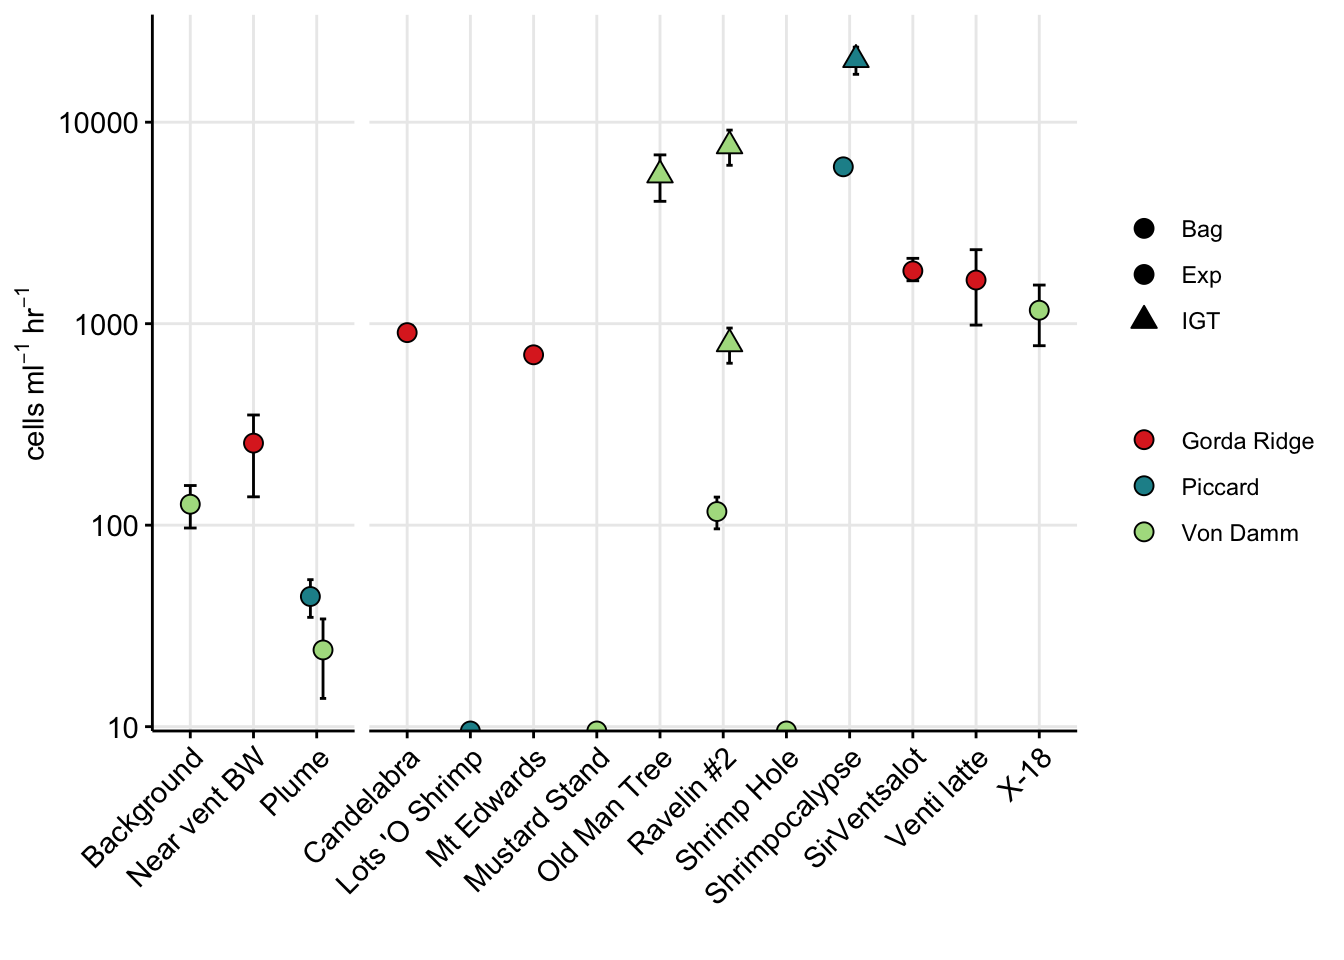 cells ml⁻¹ hr⁻¹
10000
1000
100
10
Background
Near vent BW
Plume
Candelabra
Lots 'O Shrimp
Mt Edwards
Mustard Stand
Old Man Tree
Ravelin #2
Shrimp Hole
Shrimpocalypse
SirVentsalot
Venti latte
X-18
Bag
Exp
IGT
Gorda Ridge
Piccard
Von Damm